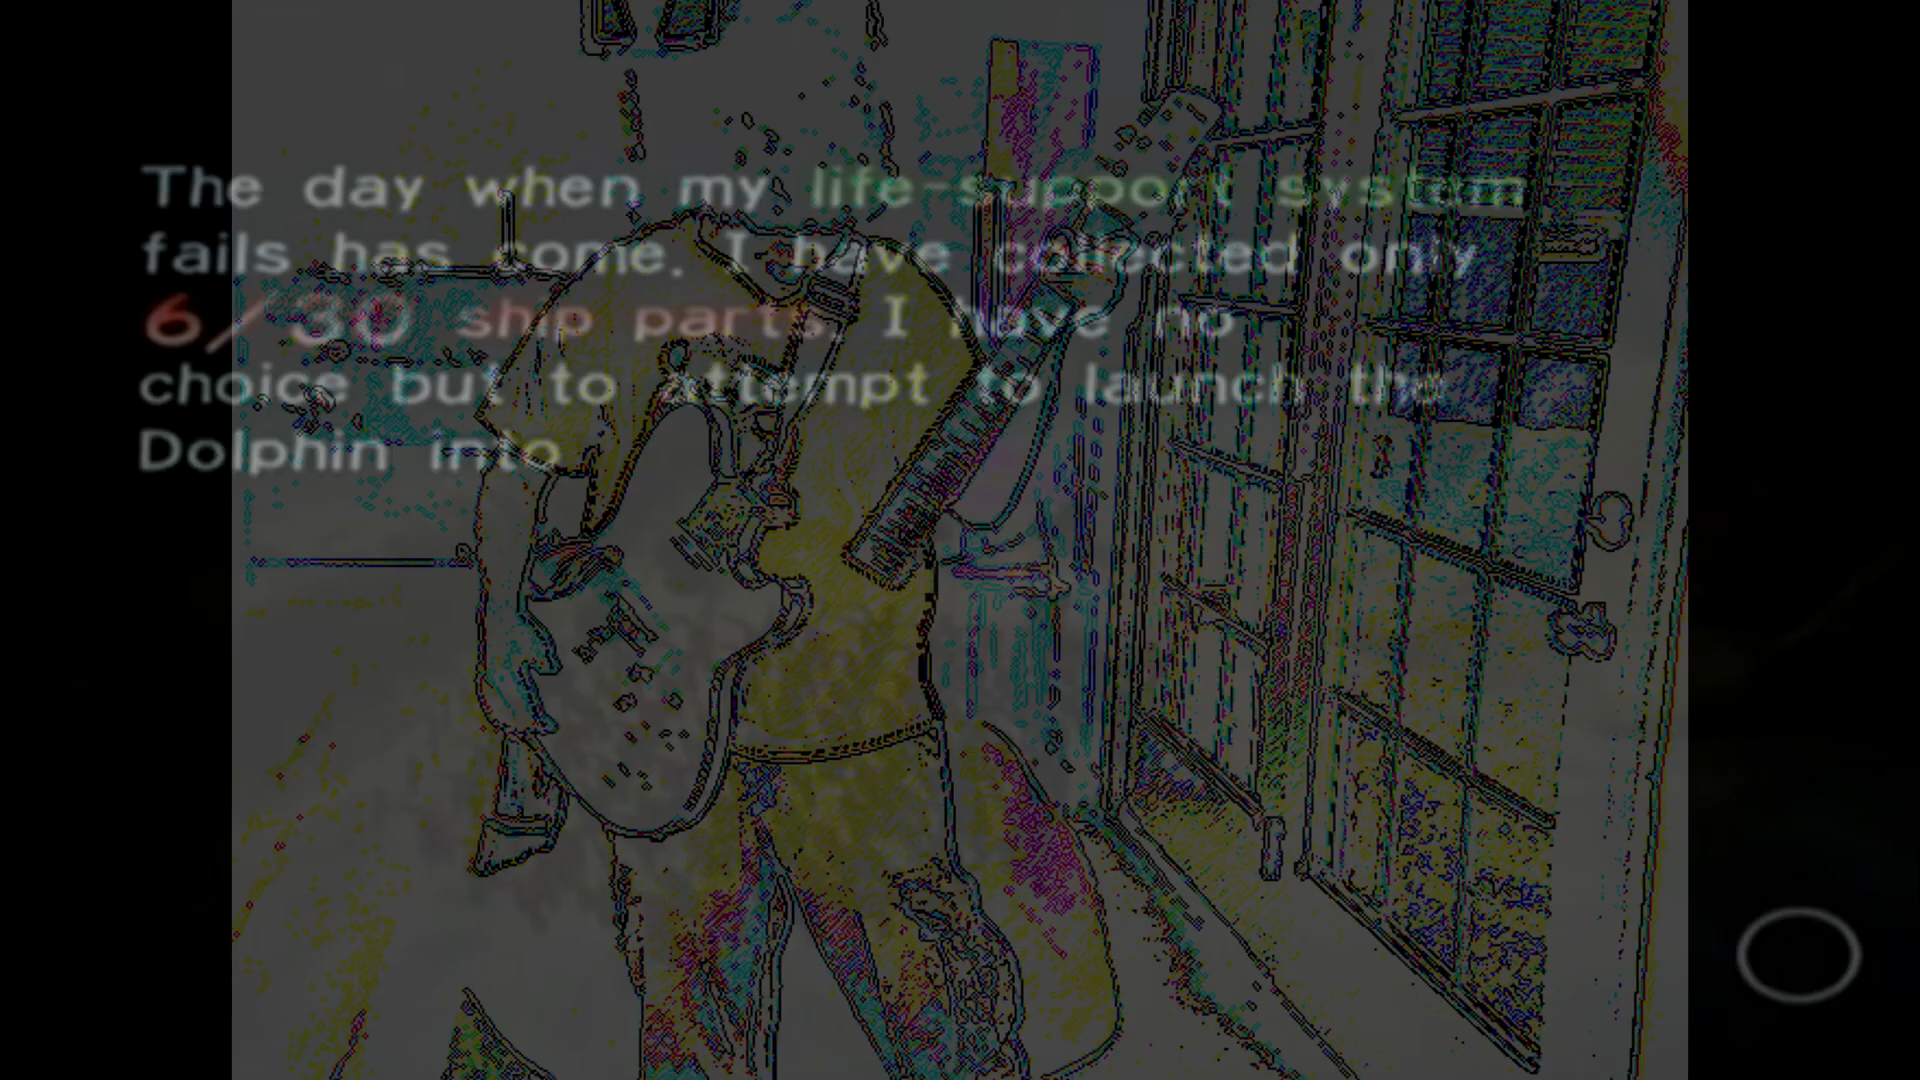 The day when my life-support system
fails has come. I have collected only
6/30 ship parts. I have no
choice but to attempt to launch the
Dolphin into